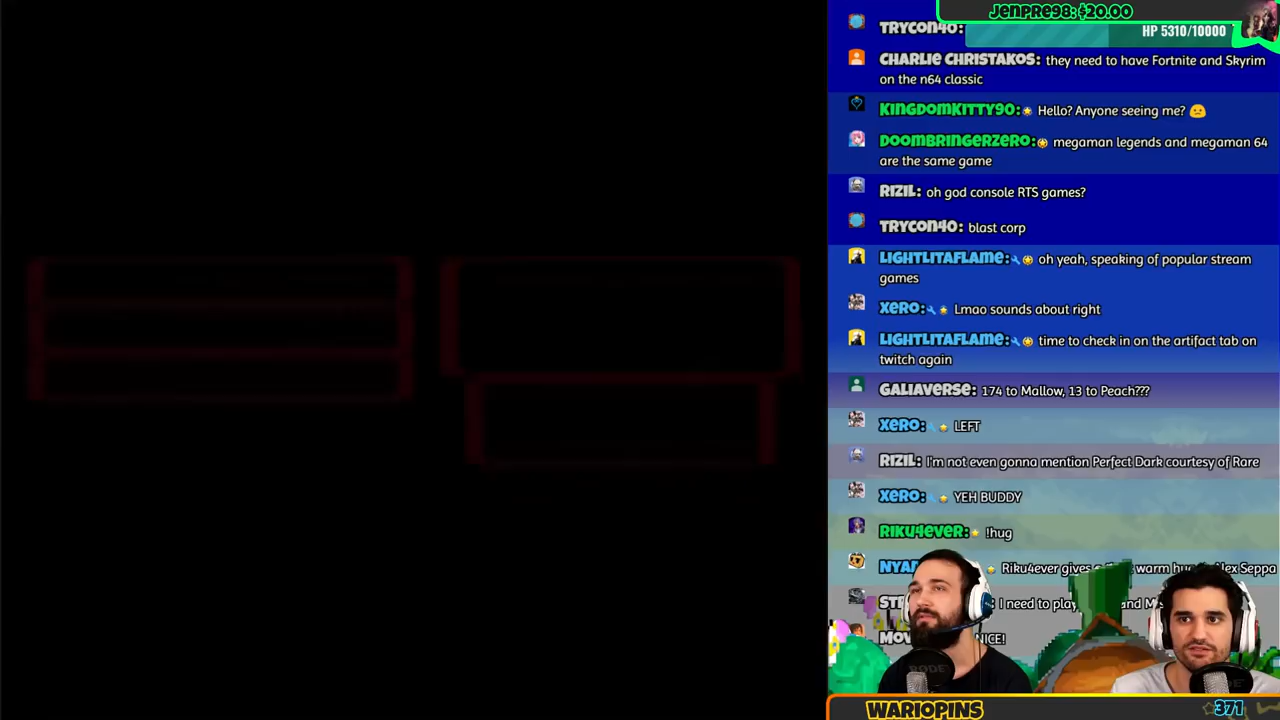 JENPRE98: $20.00
TRYCON40:
HP 5310/10000
CHARLIE CHRISTAKOS: they need to have Fortnite and Skyrim
on the n64 classic
KINGDOMKITTY90: Hello? Anyone seeing me?
DOOMBRINGERZERO: megaman legends and megaman 64
are the same game
RIZIL: oh god console RTS games?
TRYCON40: blast corp
LIGHTLITAFLAME: oh yeah, speaking of popular stream
games
XERO: Lmao sounds about right
LIGHTLITAFLAME: time to check in on the artifact tab on
twitch again
GALIAVERSE: 174 to Mallow, 13 to Peach???
XERO: LEFT
RIZIL: I'm not even gonna mention Perfect Dark courtesy of Rare
XERO: YEH BUDDY
RIKU4EVER: !hug
Riku4ever gives warm Seppa
I need to play and
NICE!
RODE
WARIOPINS
371